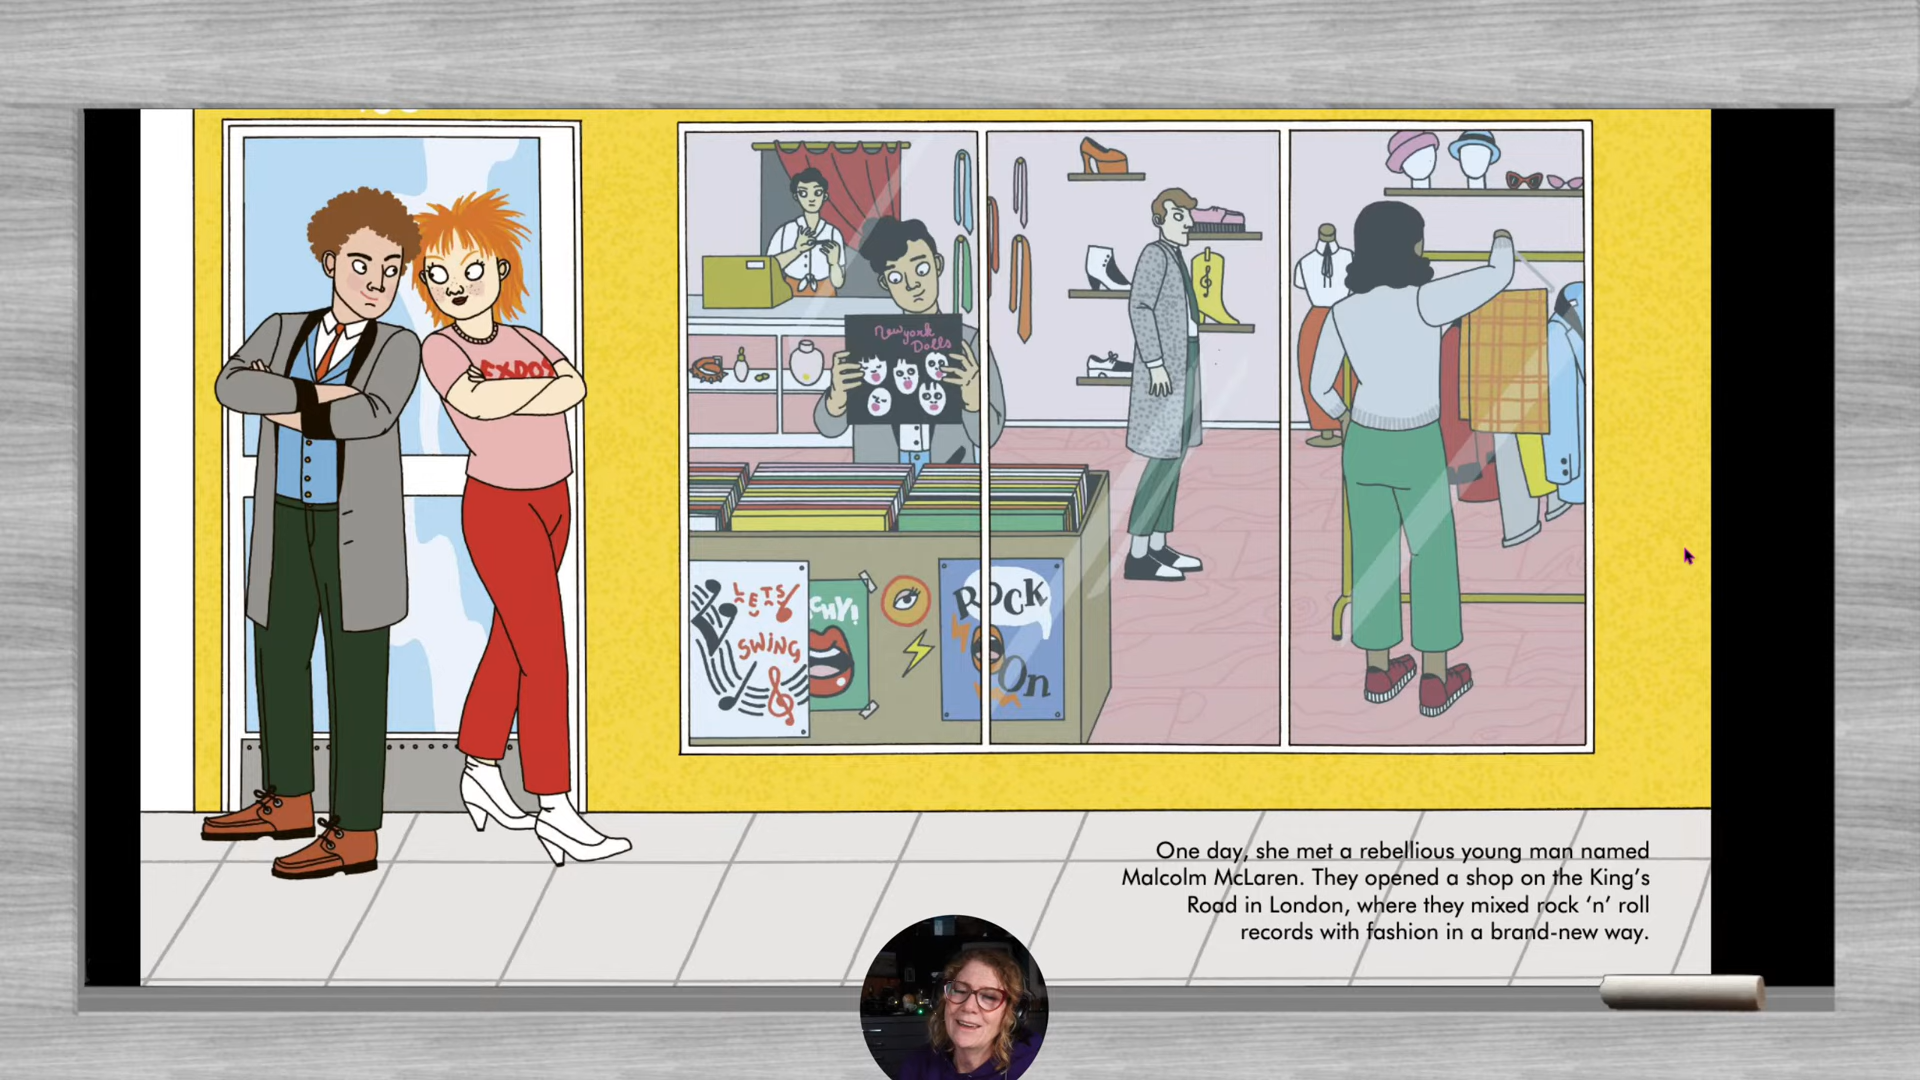 New york
Dolls
LETS
SWING
CHY!
ROCK
On
One day, she met a rebellious young man named
Malcolm McLaren. They opened a shop on the King’s
Road in London, where they mixed rock ‘n’ roll
records with fashion in a brand-new way.